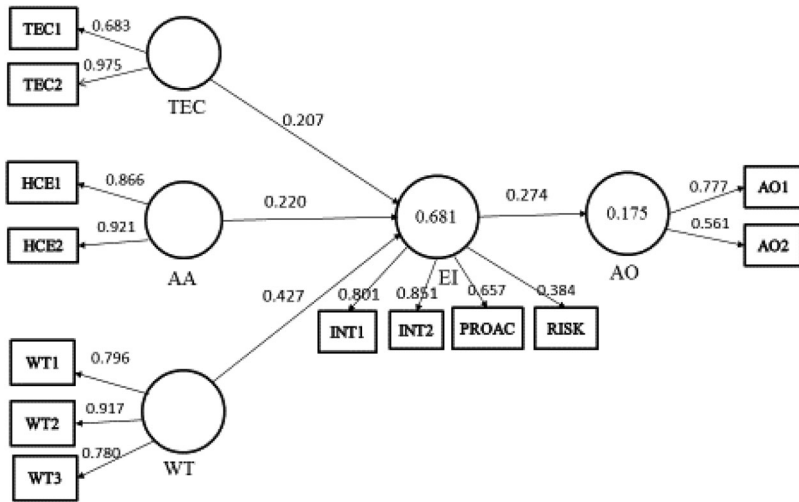 TEC1
0.683
TEC2
0.975
TEC
0.207
HCE1
0.866
HCE2
0.921
AA
0.220
0.681
EI
0.274
0.175
AO
0.777
AO1
0.561
AO2
0.427
0.801
0.851
0.657
0.384
INT1
INT2
PROAC
RISK
WT1
0.796
WT2
0.917
WT3
0.780
WT